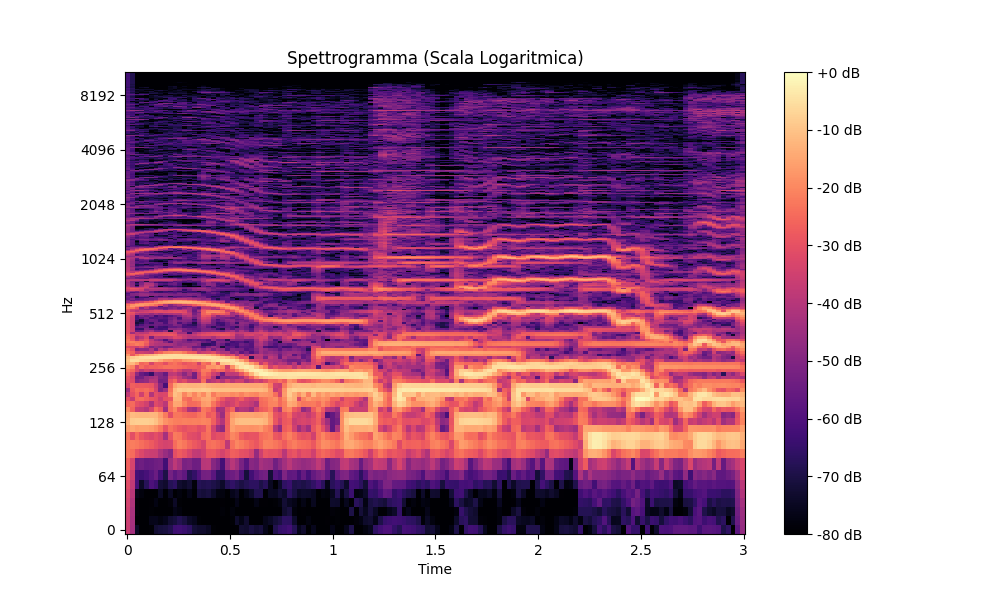 Spettrogramma (Scala Logaritmica)
+0 dB
8192
-10 dB
4096
-20 dB
2048
-30 dB
1024
Hz
512
-40 dB
256
-50 dB
128
-60 dB
64
-70 dB
0
-80 dB
0 0.5 1 1.5 2 2.5 3
Time